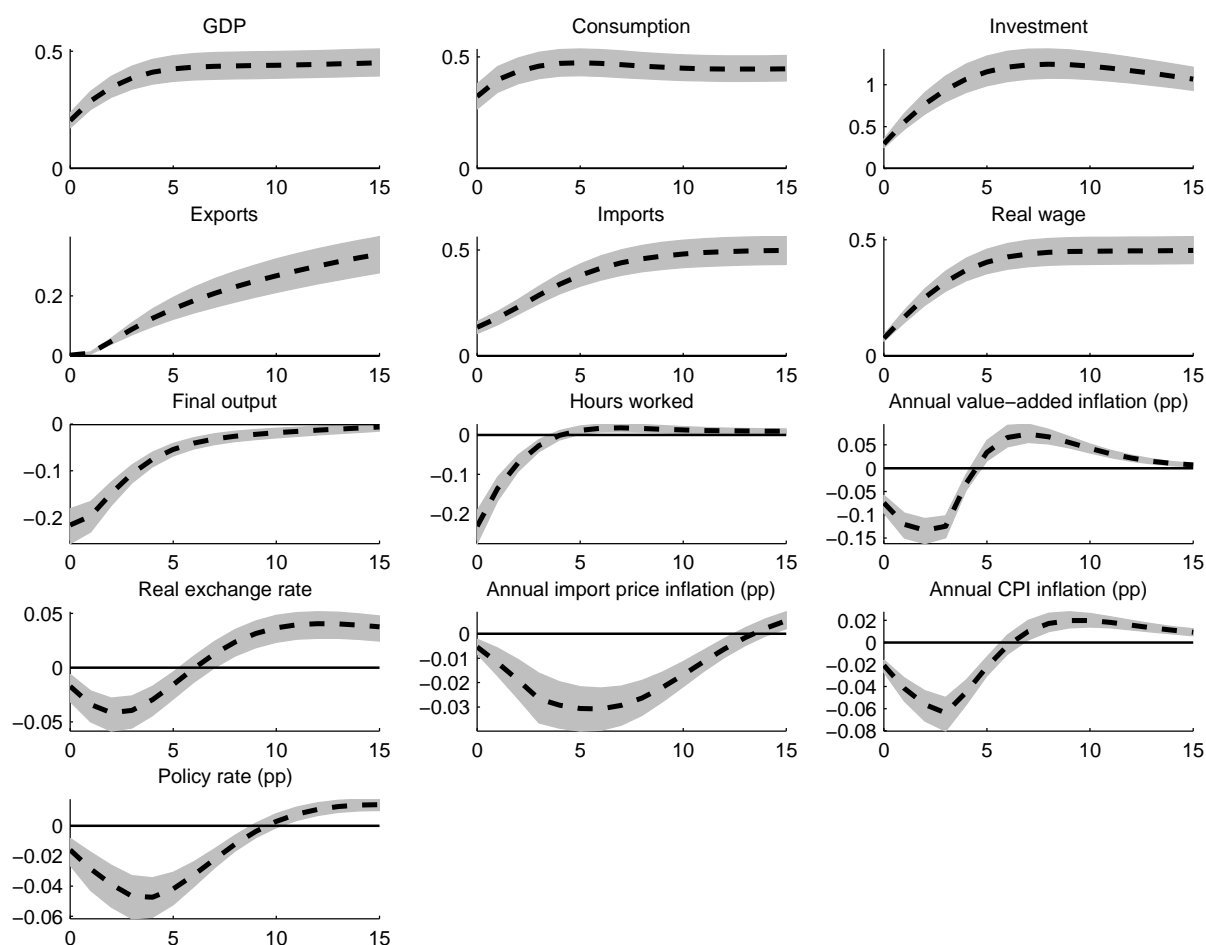 GDP Consumption Investment
0.5 0.5 1
0.5
0 0 0
0 5 10 15 0 5 10 15 0 5 10 15
Exports Imports Real wage
0.5 0.5
0.2
0 0 0
0 5 10 15 0 5 10 15 0 5 10 15
Final output Hours worked Annual value−added inflation (pp)
0 0 0.05
0
−0.1 −0.1 −0.05
−0.1
−0.2 −0.2 −0.15
0 5 10 15 0 5 10 15 0 5 10 15
Real exchange rate Annual import price inflation (pp) Annual CPI inflation (pp)
0.05 0 0.02
0
0 −0.01 −0.02
−0.04
−0.03 −0.06
−0.05 −0.08
0 5 10 15 0 5 10 15 0 5 10 15
Policy rate (pp)
0
−0.02
−0.04
−0.06
0 5 10 15